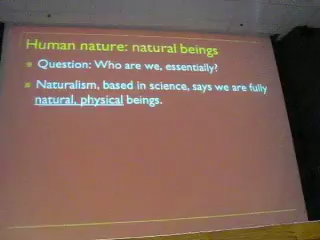 Human nature: natural beings
Question: Who are we, essentially?
Naturalism, based in science, says we are fully
natural, physical beings.